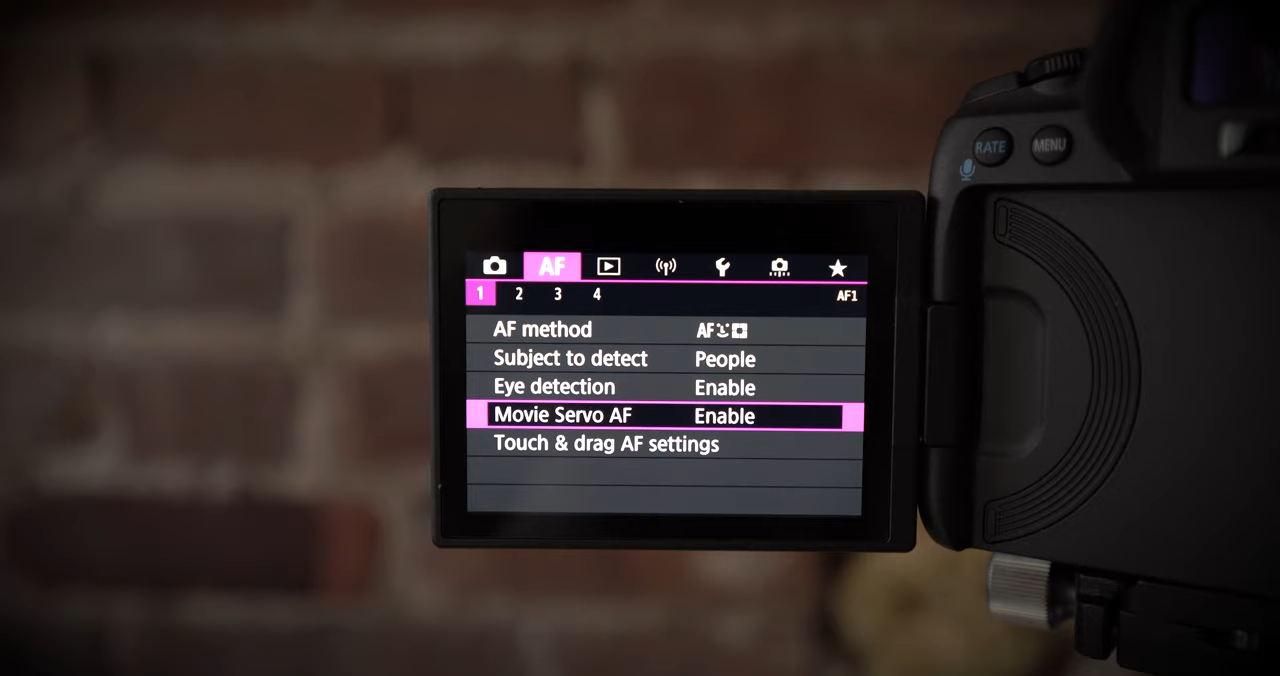 RATE MENU
AF
1 2 3 4 AF1
AF method AF
Subject to detect People
Eye detection Enable
Movie Servo AF Enable
Touch & drag AF settings